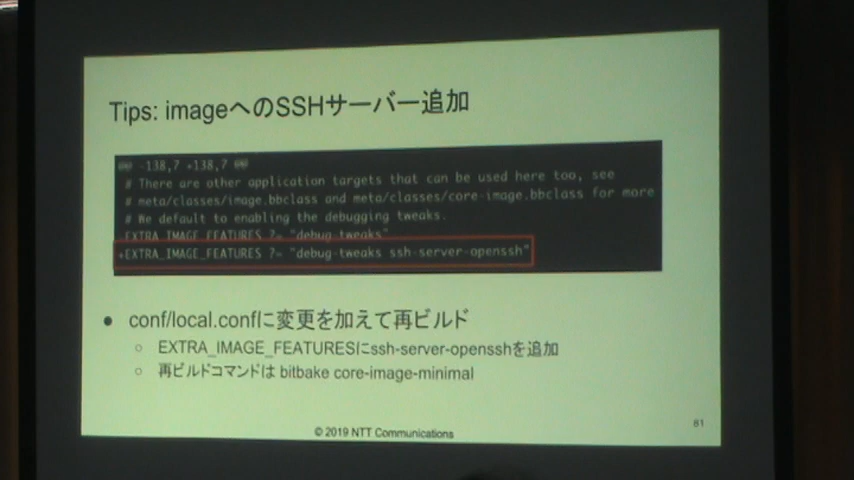 Tips: imageへのSSHサーバー追加
@@ -138,7 +138,7 @@
# There are other application targets that can be used here too, see
# meta/classes/image.bbclass and meta/classes/core-image.bbclass for more
# We default to enabling the debugging tweaks.
-EXTRA_IMAGE_FEATURES ?= "debug-tweaks"
+EXTRA_IMAGE_FEATURES ?= "debug-tweaks ssh-server-openssh"
● conf/local.confに変更を加えて再ビルド
○ EXTRA_IMAGE_FEATURESにssh-server-opensshを追加
○ 再ビルドコマンドは bitbake core-image-minimal
© 2019 NTT Communications
81